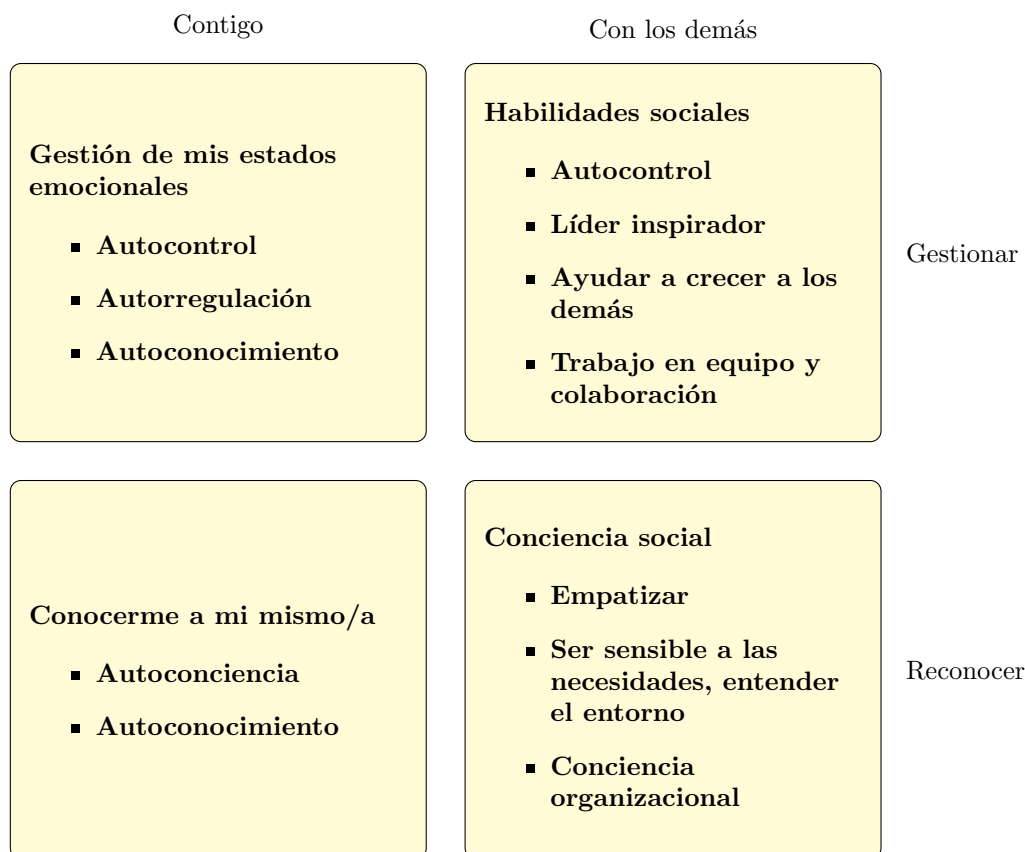 Contigo
Con los demás
Gestión de mis estados
emocionales
▪ Autocontrol
▪ Autorregulación
▪ Autoconocimiento
Habilidades sociales
▪ Autocontrol
▪ Líder inspirador
▪ Ayudar a crecer a los
demás
▪ Trabajo en equipo y
colaboración
Gestionar
Conocerme a mi mismo/a
▪ Autoconciencia
▪ Autoconocimiento
Conciencia social
▪ Empatizar
▪ Ser sensible a las
necesidades, entender
el entorno
▪ Conciencia
organizacional
Reconocer